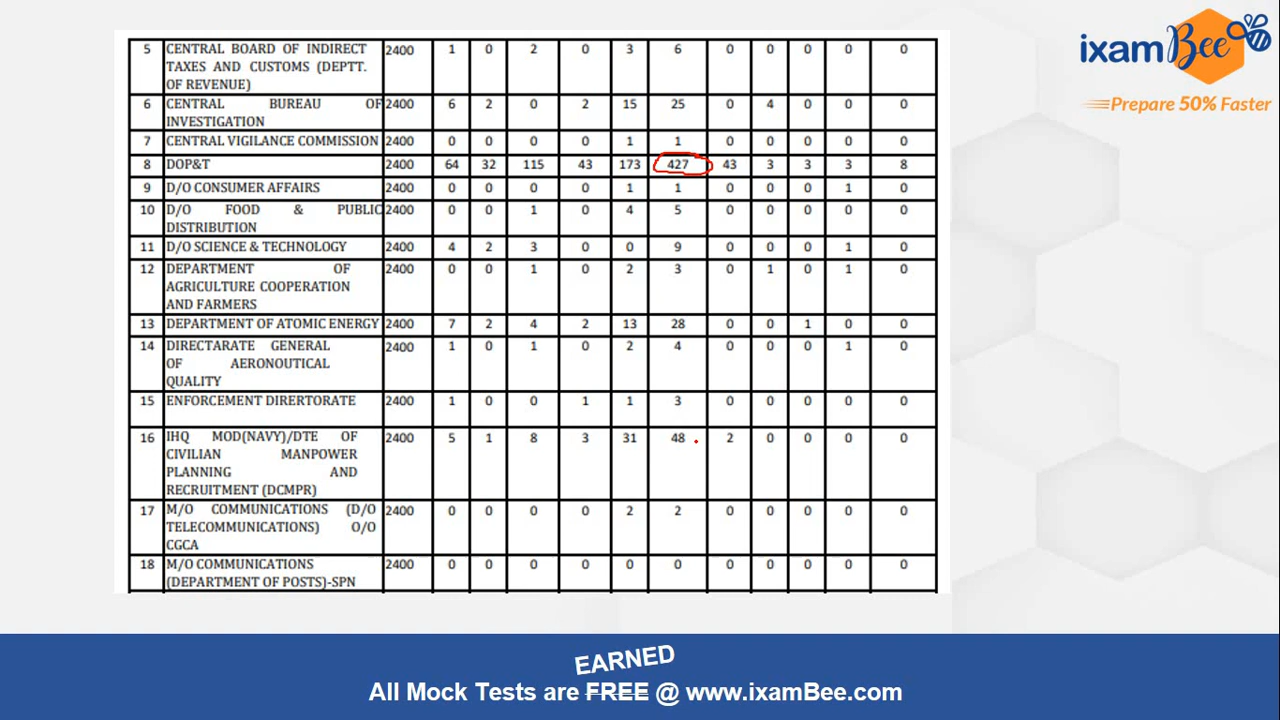 ixamBee
Prepare 50% Faster
5 CENTRAL BOARD OF INDIRECT 2400 1 0 2 0 3 6 0 0 0 0 0
TAXES AND CUSTOMS (DEPTT.
OF REVENUE)
6 CENTRAL BUREAU OF 2400 6 2 0 2 15 25 0 4 0 0 0
INVESTIGATION
7 CENTRAL VIGILANCE COMMISSION 2400 0 0 0 0 1 1 0 0 0 0 0
8 DOP&T 2400 64 32 115 43 173 427 43 3 3 3 8
9 D/O CONSUMER AFFAIRS 2400 0 0 0 0 1 1 0 0 0 1 0
10 D/O FOOD & PUBLIC 2400 0 0 1 0 4 5 0 0 0 0 0
DISTRIBUTION
11 D/O SCIENCE & TECHNOLOGY 2400 4 2 3 0 0 9 0 0 0 1 0
12 DEPARTMENT OF 2400 0 0 1 0 2 3 0 1 0 1 0
AGRICULTURE COOPERATION
AND FARMERS
13 DEPARTMENT OF ATOMIC ENERGY 2400 7 2 4 2 13 28 0 0 1 0 0
14 DIRECTARATE GENERAL 2400 1 0 1 0 2 4 0 0 0 1 0
OF AERONOUTICAL
QUALITY
15 ENFORCEMENT DIRERTORATE 2400 1 0 0 1 1 3 0 0 0 0 0
16 IHQ MOD(NAVY)/DTE OF 2400 5 1 8 3 31 48 2 0 0 0 0
CIVILIAN MANPOWER
PLANNING AND
RECRUITMENT (DCMPR)
17 M/O COMMUNICATIONS (D/O 2400 0 0 0 0 2 2 0 0 0 0 0
TELECOMMUNICATIONS) O/O
CGCA
18 M/O COMMUNICATIONS 2400 0 0 0 0 0 0 0 0 0 0 0
(DEPARTMENT OF POSTS)-SPN
EARNED
All Mock Tests are FREE @ www.ixamBee.com